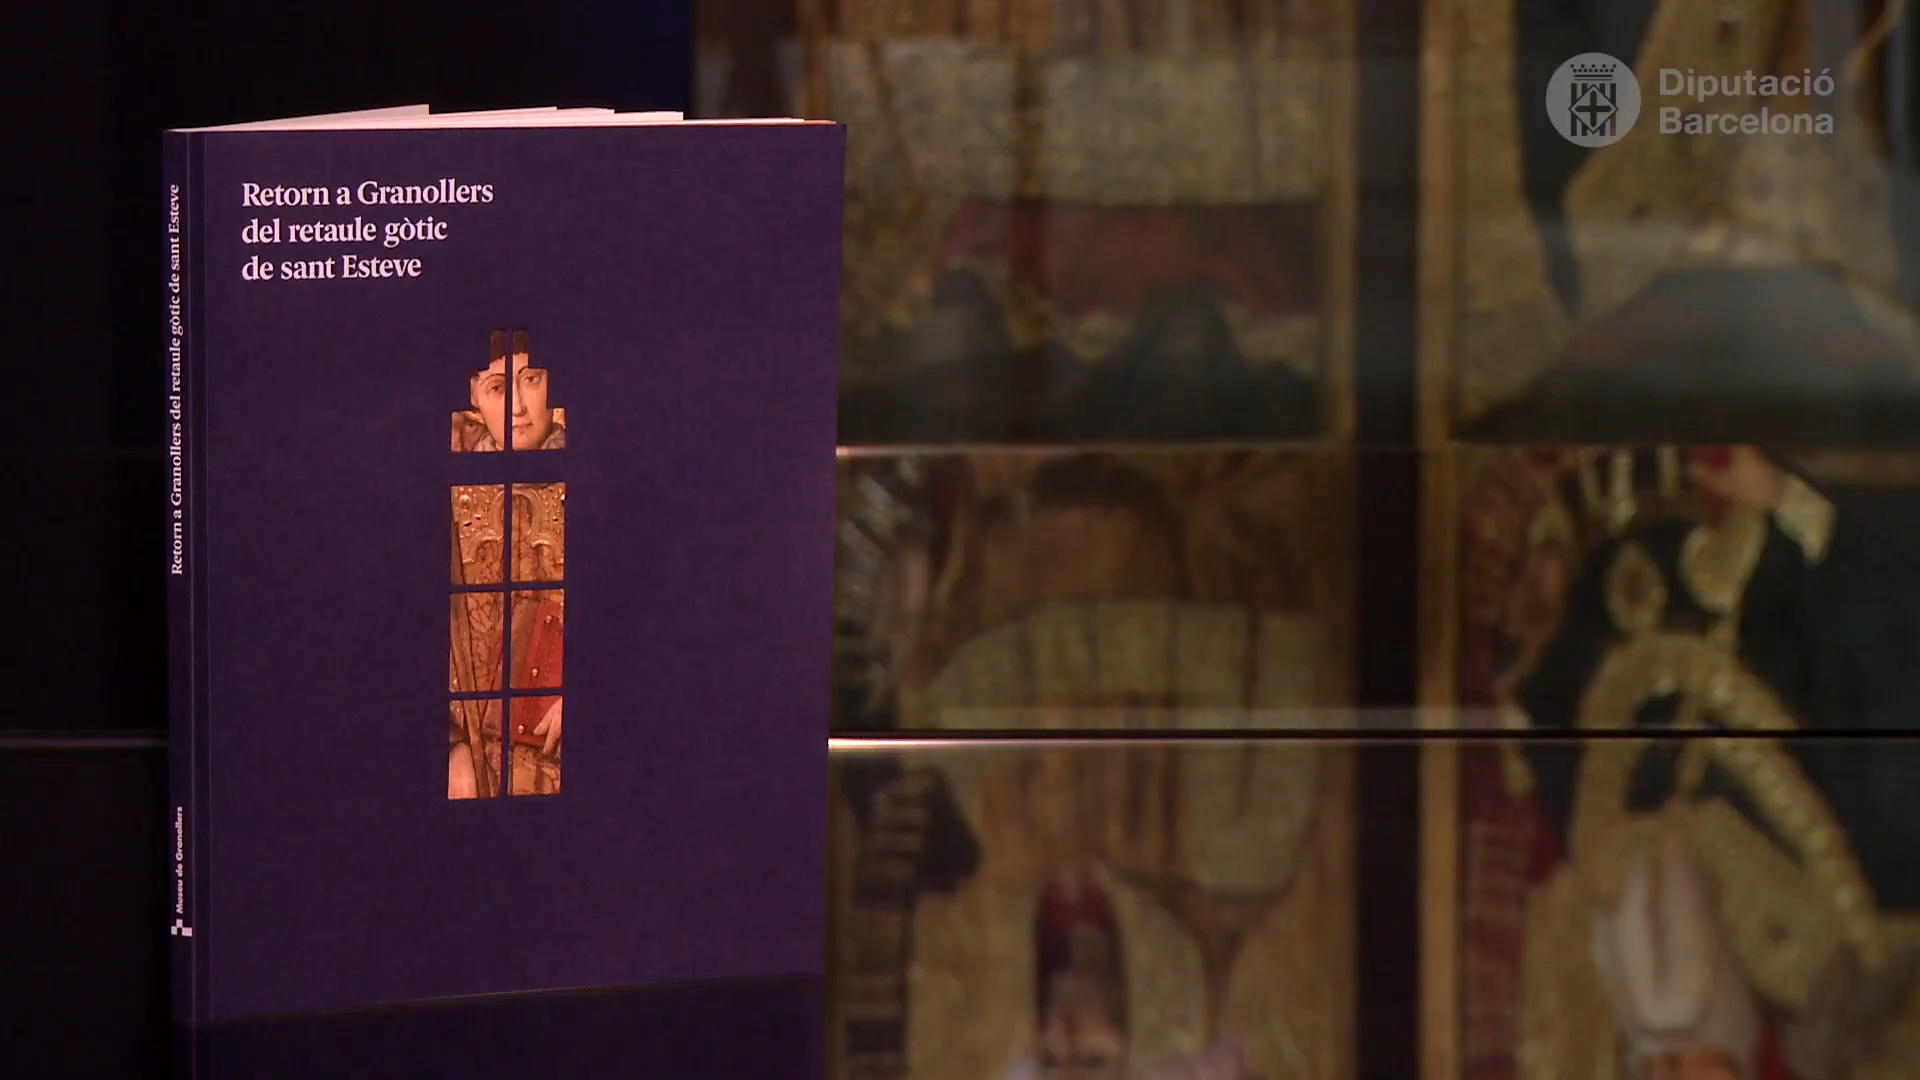 Retorn a Granollers
del retaule gòtic
de sant Esteve
Retorn a Granollers del retaule gòtic de sant Esteve
Museu de Granollers
Diputació
Barcelona